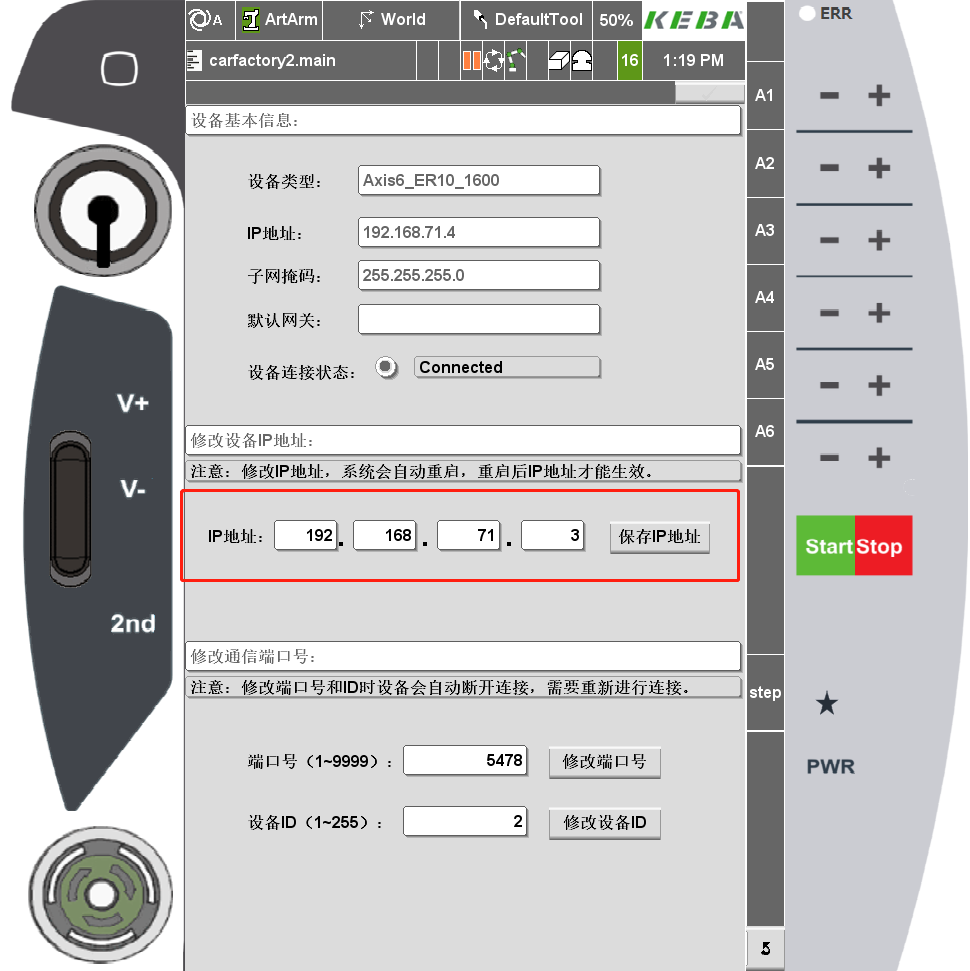 A ArtArm World DefaultTool 50% KEBA
carfactory2.main 16 1:19 PM
设备基本信息：
设备类型： Axis6_ER10_1600
IP地址： 192.168.71.4
子网掩码： 255.255.255.0
默认网关：
设备连接状态： Connected
修改设备IP地址：
注意：修改IP地址，系统会自动重启，重启后IP地址才能生效。
IP地址： 192 . 168 . 71 . 3 保存IP地址
修改通信端口号：
注意：修改端口号和ID时设备会自动断开连接，需要重新进行连接。
端口号（1~9999）： 5478 修改端口号
设备ID（1~255）： 2 修改设备ID
V+
V-
2nd
A1
A2
A3
A4
A5
A6
step
5
ERR
- +
- +
- +
- +
- +
- +
Start Stop
PWR